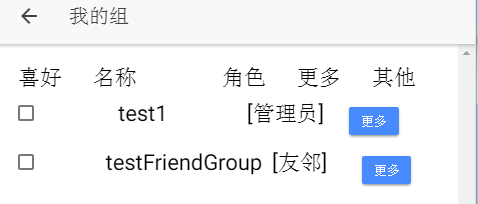 我的组
喜好 名称 角色 更多 其他
test1 [管理员] 更多
testFriendGroup [友邻] 更多